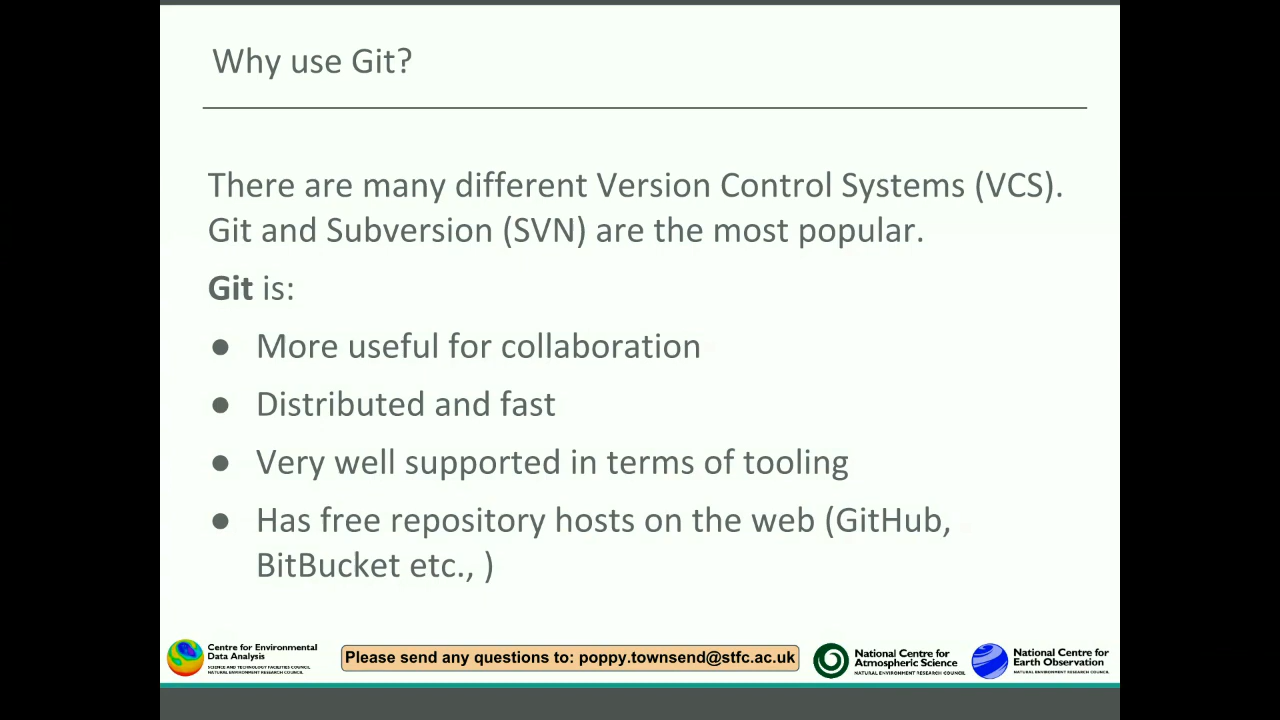 Why use Git?
There are many different Version Control Systems (VCS).
Git and Subversion (SVN) are the most popular.
Git is:
● More useful for collaboration
● Distributed and fast
● Very well supported in terms of tooling
● Has free repository hosts on the web (GitHub,
BitBucket etc., )
Centre for Environmental
Data Analysis
SCIENCE AND TECHNOLOGY FACILITIES COUNCIL
NATURAL ENVIRONMENT RESEARCH COUNCIL
Please send any questions to: poppy.townsend@stfc.ac.uk
National Centre for
Atmospheric Science
NATURAL ENVIRONMENT RESEARCH COUNCIL
National Centre for
Earth Observation
NATURAL ENVIRONMENT RESEARCH COUNCIL